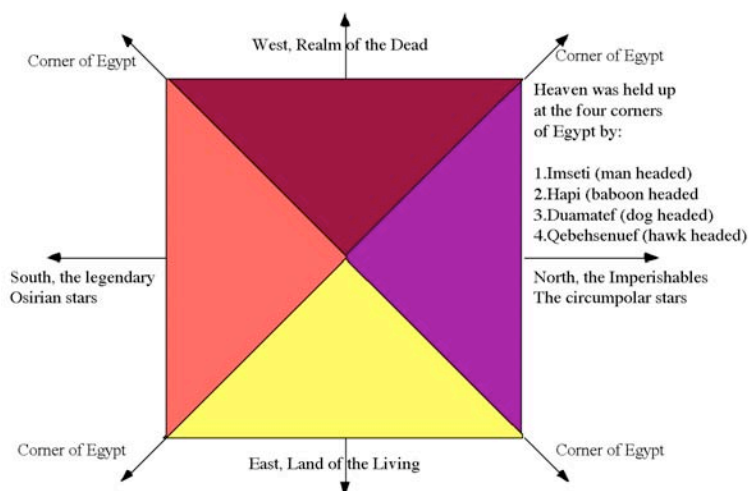 West, Realm of the Dead
Corner of Egypt
Corner of Egypt
Heaven was held up
at the four corners
of Egypt by:
1.Imseti (man headed)
2.Hapi (baboon headed
3.Duamatef (dog headed)
4.Qebehsenuef (hawk headed)
South, the legendary
Osirian stars
North, the Imperishables
The circumpolar stars
Corner of Egypt
East, Land of the Living
Corner of Egypt